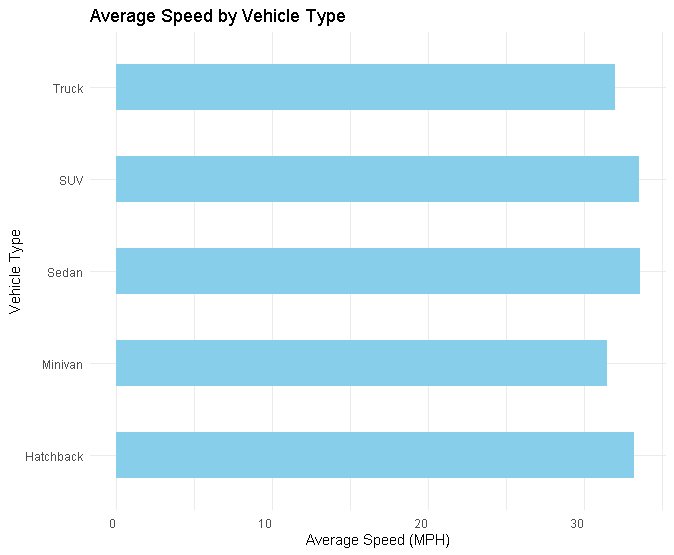 Average Speed by Vehicle Type
Vehicle Type
Truck
SUV
Sedan
Minivan
Hatchback
0 10 20 30
Average Speed (MPH)